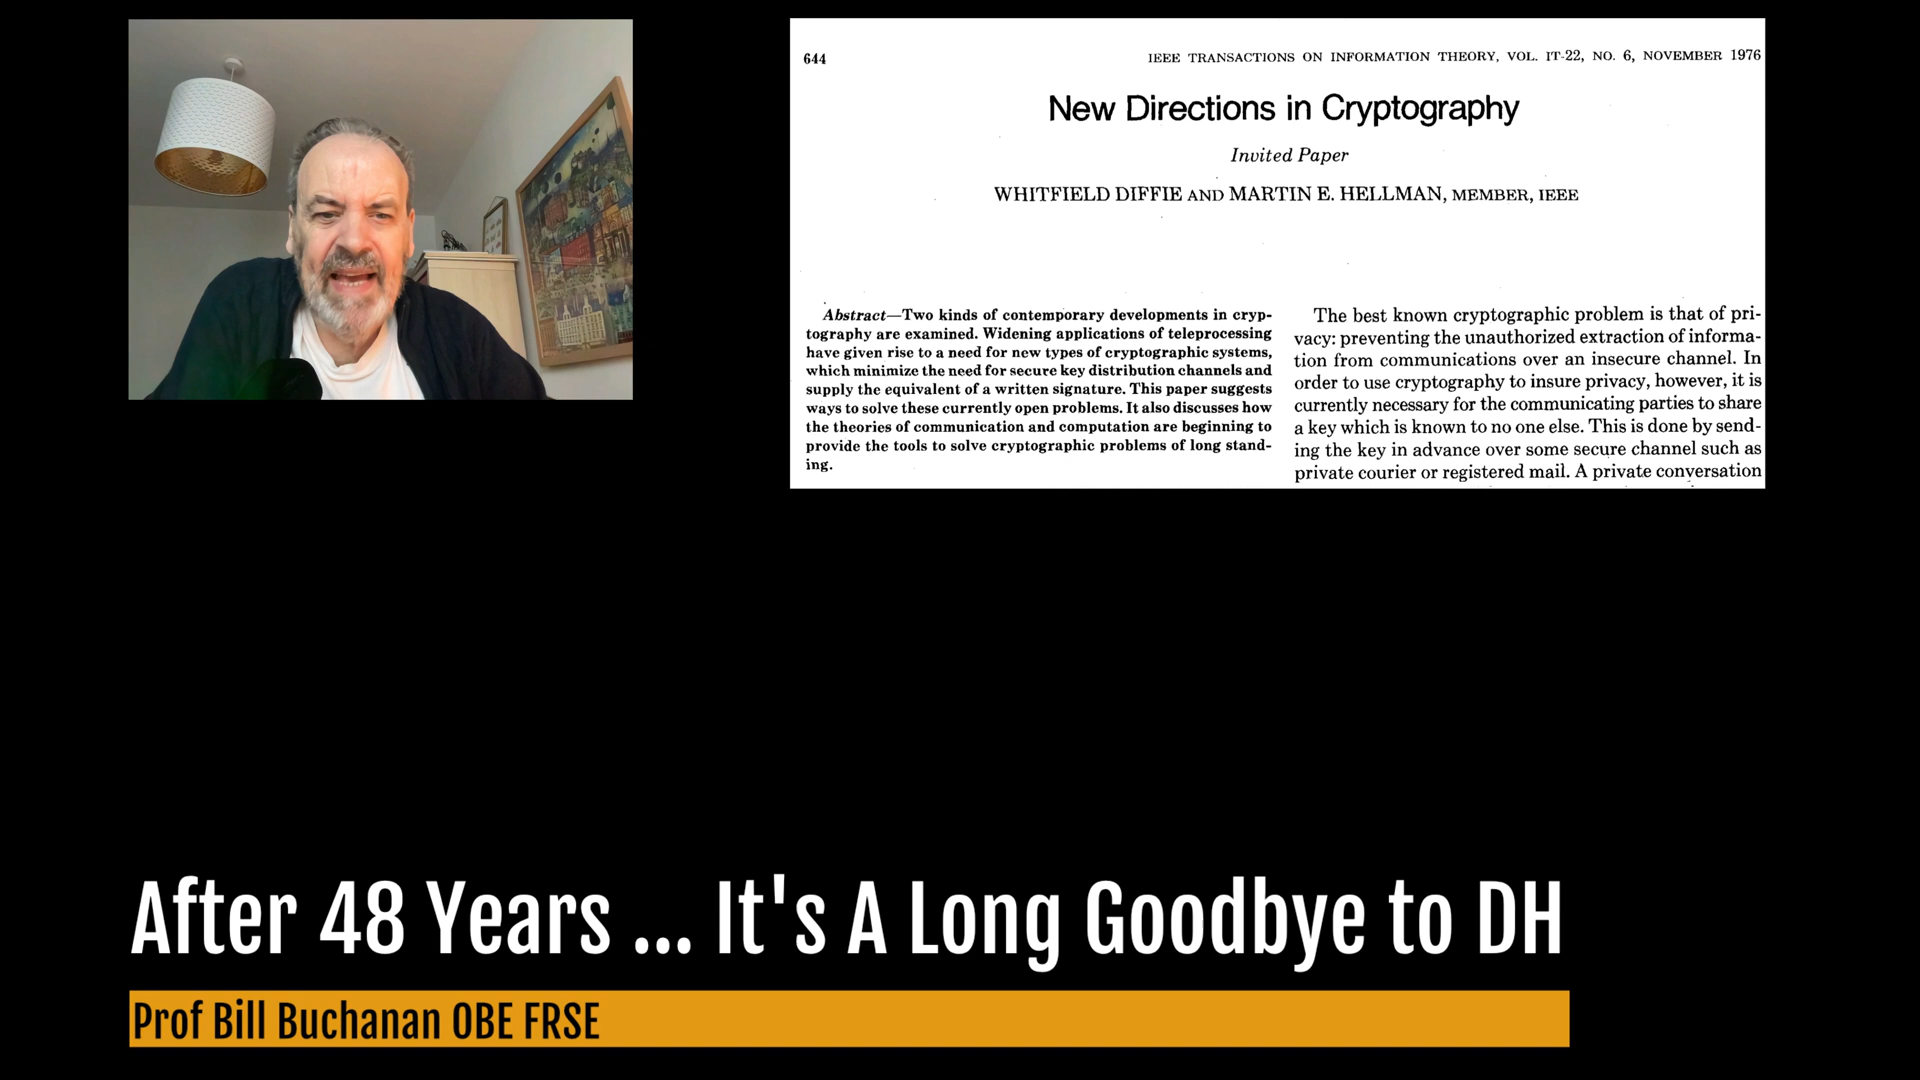 644
IEEE TRANSACTIONS ON INFORMATION THEORY, VOL. IT-22, NO. 6, NOVEMBER 1976
New Directions in Cryptography
Invited Paper
WHITFIELD DIFFIE AND MARTIN E. HELLMAN, MEMBER, IEEE
Abstract—Two kinds of contemporary developments in cryp-
tography are examined. Widening applications of teleprocessing
have given rise to a need for new types of cryptographic systems,
which minimize the need for secure key distribution channels and
supply the equivalent of a written signature. This paper suggests
ways to solve these currently open problems. It also discusses how
the theories of communication and computation are beginning to
provide the tools to solve cryptographic problems of long stand-
ing.
The best known cryptographic problem is that of pri-
vacy: preventing the unauthorized extraction of informa-
tion from communications over an insecure channel. In
order to use cryptography to insure privacy, however, it is
currently necessary for the communicating parties to share
a key which is known to no one else. This is done by send-
ing the key in advance over some secure channel such as
private courier or registered mail. A private conversation
After 48 Years ... It's A Long Goodbye to DH
Prof Bill Buchanan OBE FRSE